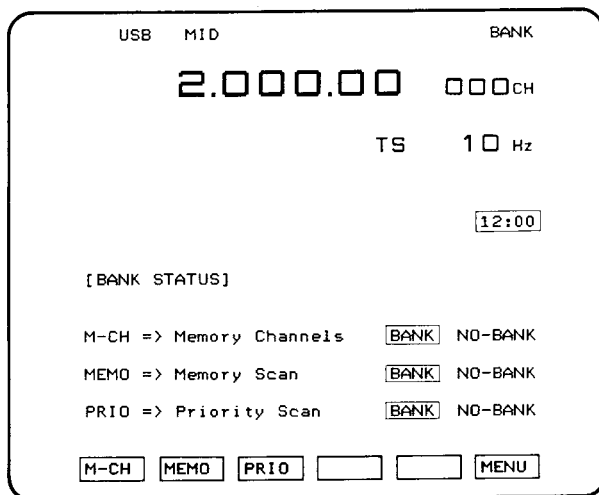 USB MID BANK
2.000.00 000CH
TS 10 Hz
12:00
[BANK STATUS]
M-CH => Memory Channels BANK NO-BANK
MEMO => Memory Scan BANK NO-BANK
PRIO => Priority Scan BANK NO-BANK
M-CH MEMO PRIO MENU